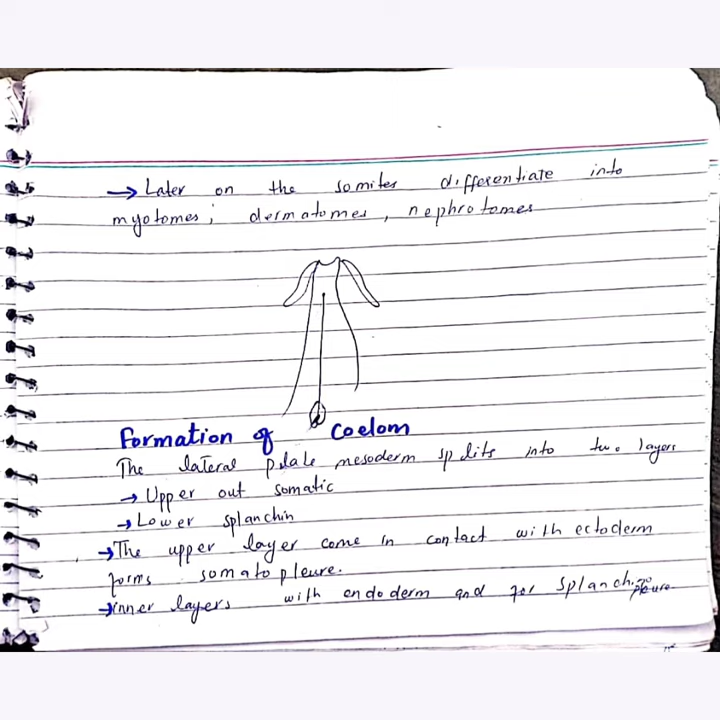 → Later on the somites differentiate into
myotomes; dermatomes, nephrotomes
Formation of Coelom
The lateral plale mesoderm splits into two layers
→ Upper out somatic
→ Lower splanchin
→ The upper layer come in contact with ectoderm
forms somatopleure.
→ inner layers with endoderm and for splanchnopleure